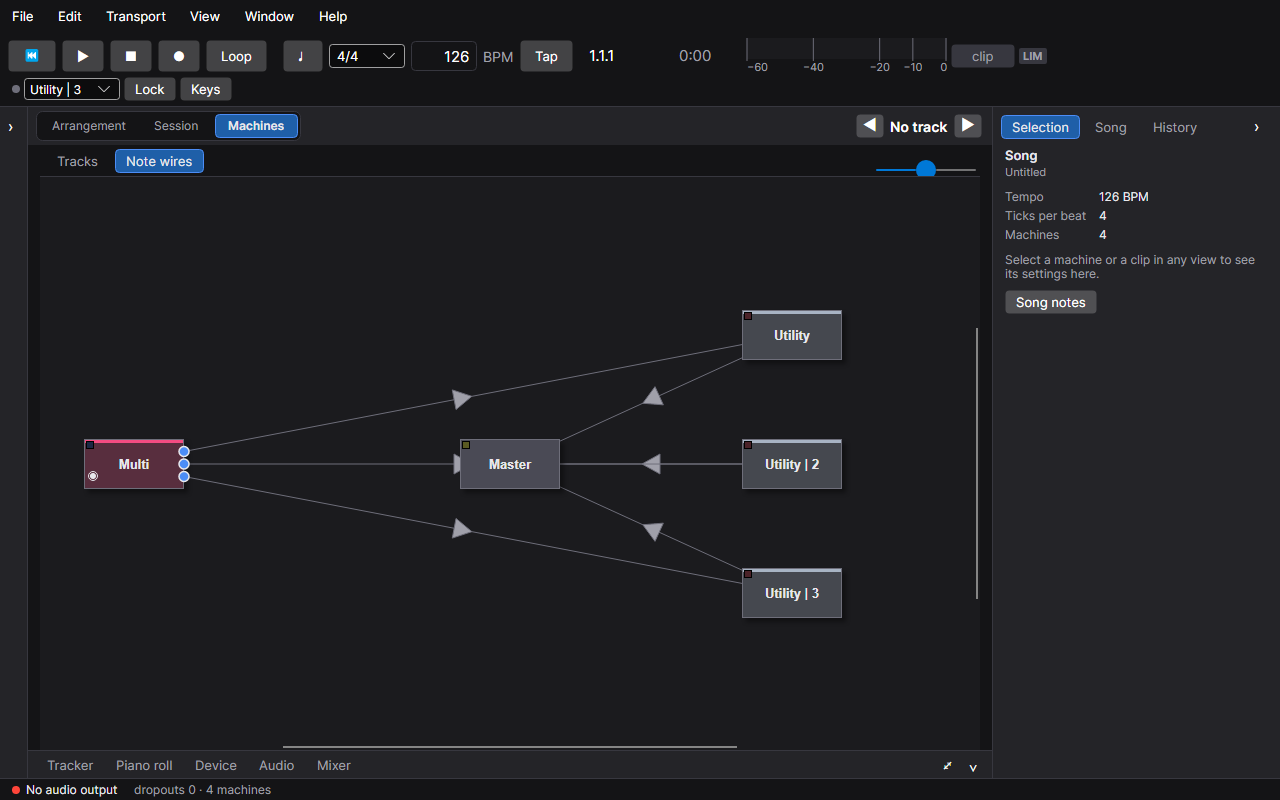 File Edit Transport View Window Help
Loop 4/4 126 BPM Tap 1.1.1 0:00 -60 -40 -20 -10 0 clip LIM
Utility | 3 Lock Keys
Arrangement Session Machines No track Selection Song History
Tracks Note wires
Song
Untitled
Tempo 126 BPM
Ticks per beat 4
Machines 4
Select a machine or a clip in any view to see
its settings here.
Song notes
Utility
Multi Master Utility | 2
Utility | 3
Tracker Piano roll Device Audio Mixer
No audio output dropouts 0 · 4 machines